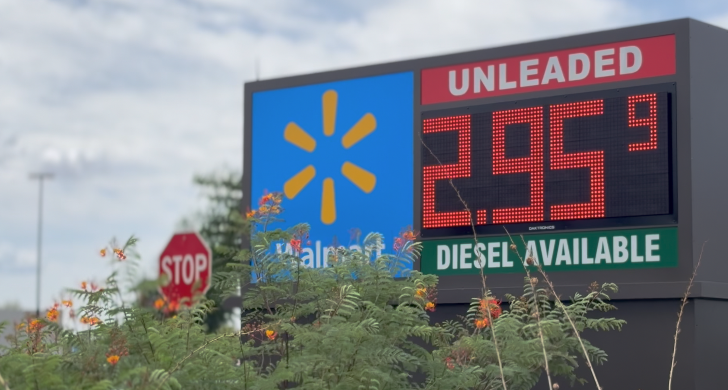 UNLEADED
2.95 9
Walmart
DIESEL AVAILABLE
STOP